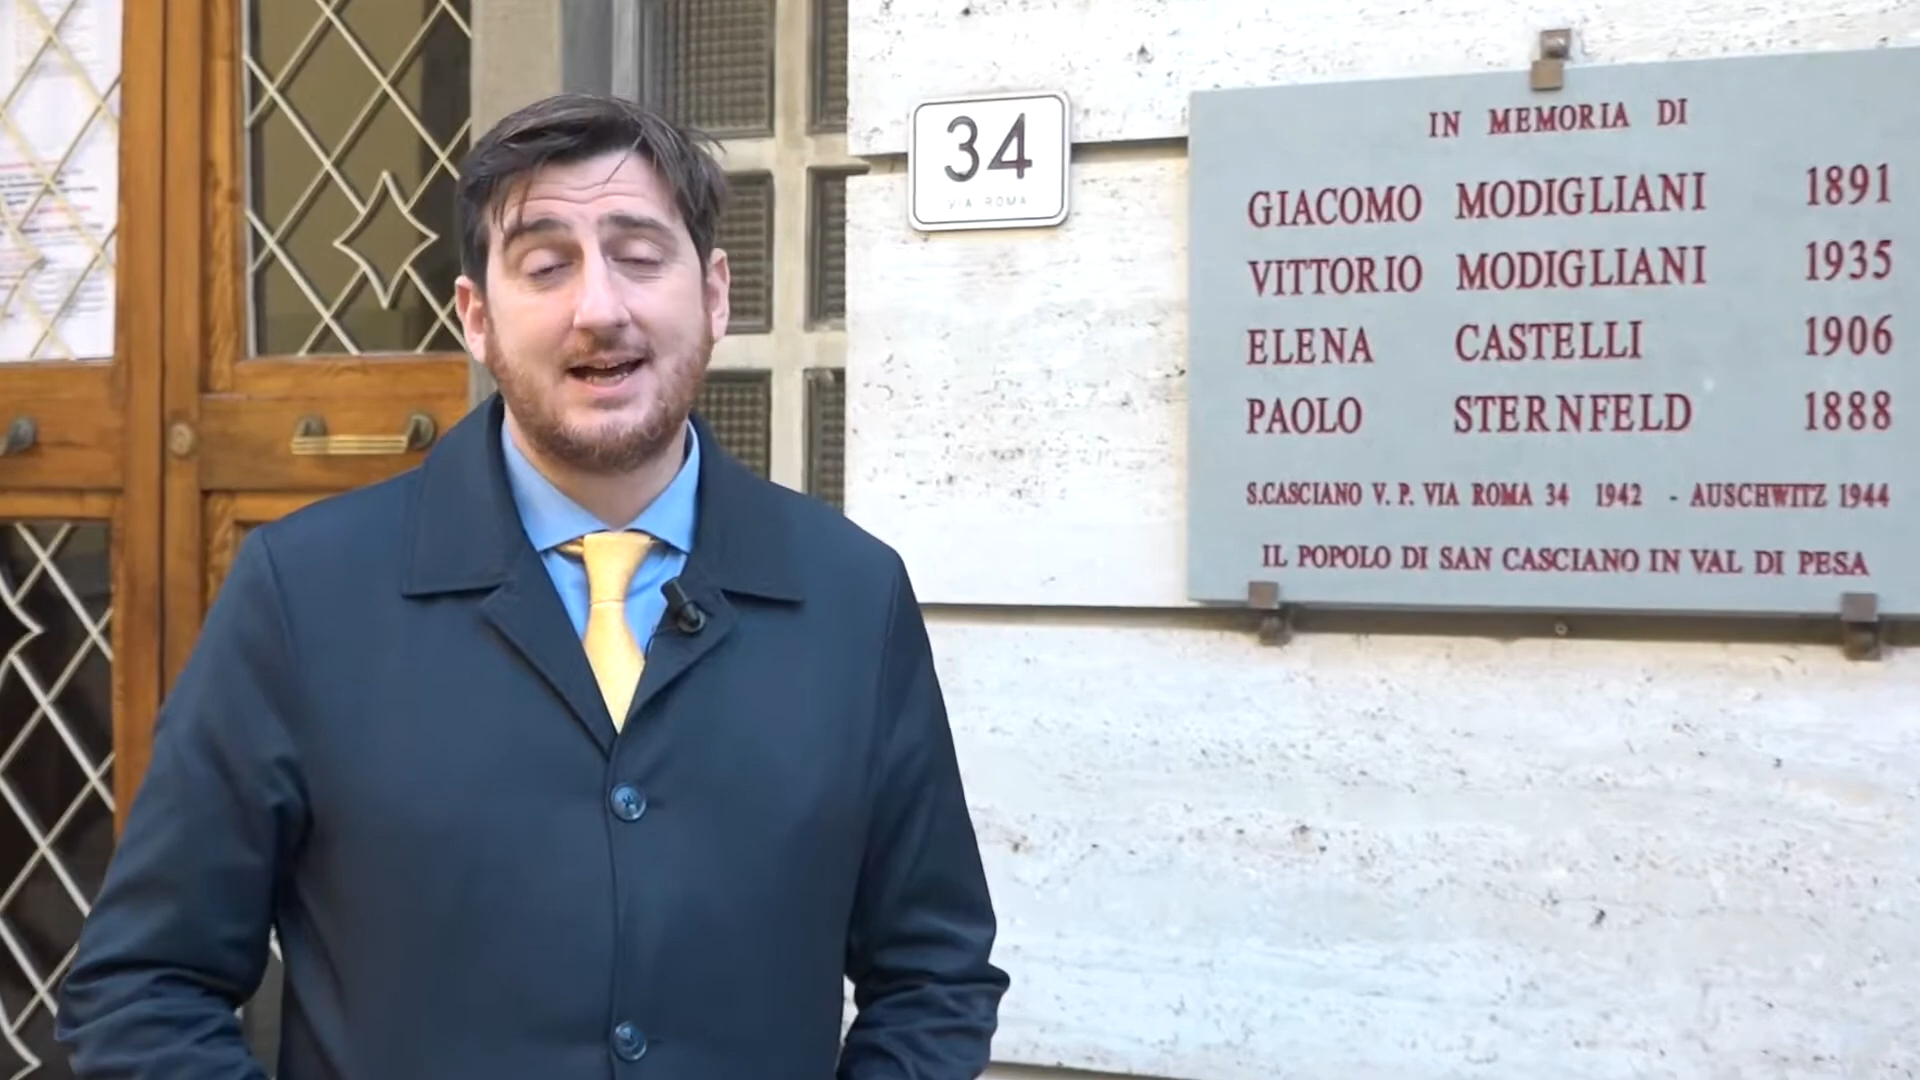 34
VIA ROMA
IN MEMORIA DI
GIACOMO MODIGLIANI 1891
VITTORIO MODIGLIANI 1935
ELENA CASTELLI 1906
PAOLO STERNFELD 1888
S.CASCIANO V. P. VIA ROMA 34 1942 - AUSCHWITZ 1944
IL POPOLO DI SAN CASCIANO IN VAL DI PESA